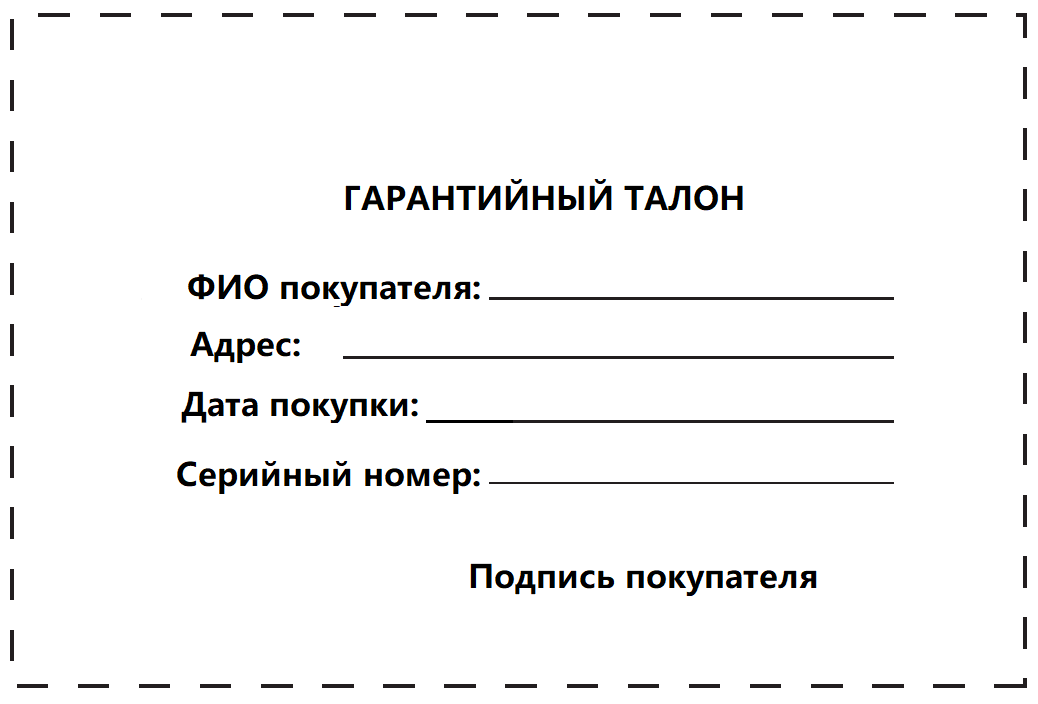 ГАРАНТИЙНЫЙ ТАЛОН
ФИО покупателя:
Адрес:
Дата покупки:
Серийный номер:
Подпись покупателя